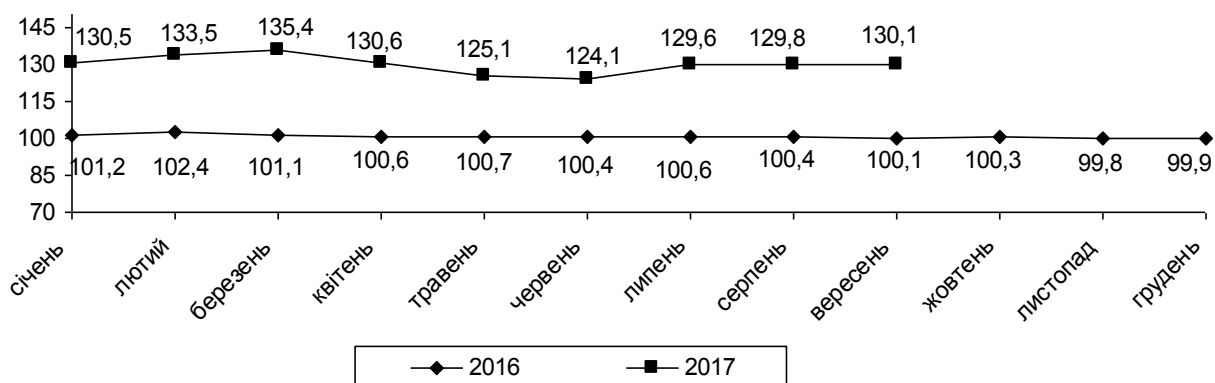 145
130
115
100
85
70
130,5 133,5 135,4 130,6 125,1 124,1 129,6 129,8 130,1
101,2 102,4 101,1 100,6 100,7 100,4 100,6 100,4 100,1 100,3 99,8 99,9
січень лютий березень квітень травень червень липень серпень вересень жовтень листопад грудень
2016 2017